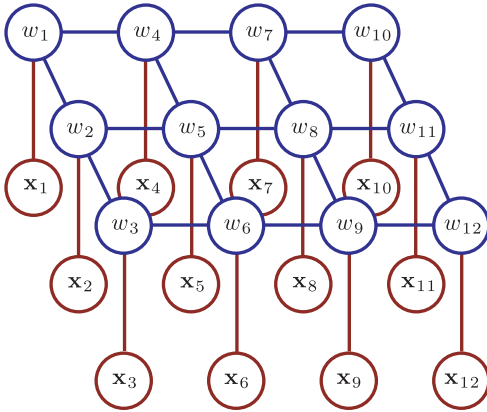 w₁ w₄ w₇ w₁₀
w₂ w₅ w₈ w₁₁
x₁ x₄ x₇ x₁₀
w₃ w₆ w₉ w₁₂
x₂ x₅ x₈ x₁₁
x₃ x₆ x₉ x₁₂